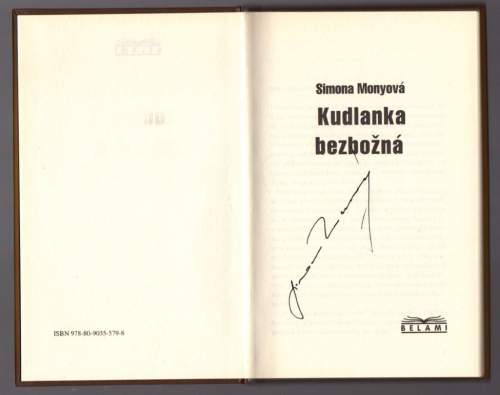 ISBN 978-80-9035-579-8
Simona Monyová
Kudlanka
bezbožná
BELAMI